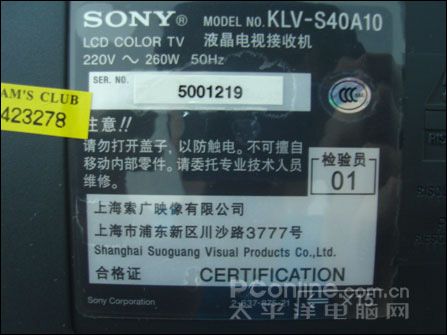 SONY® MODEL NO. KLV-S40A10
LCD COLOR TV 液晶电视接收机
220V ～ 260W 50Hz
SER. NO. 5001219
AM'S CLUB
423278
注意!!
请勿打开盖子，以防触电。不可擅自
移动内部零件。请委托专业技术人员
维修。
检验员
01
上海索广映像有限公司
上海市浦东新区川沙路3777号
Shanghai Suoguang Visual Products Co.,Ltd.
合格证 CERTIFICATION
Sony Corporation
PConline.com.cn
太平洋电脑网